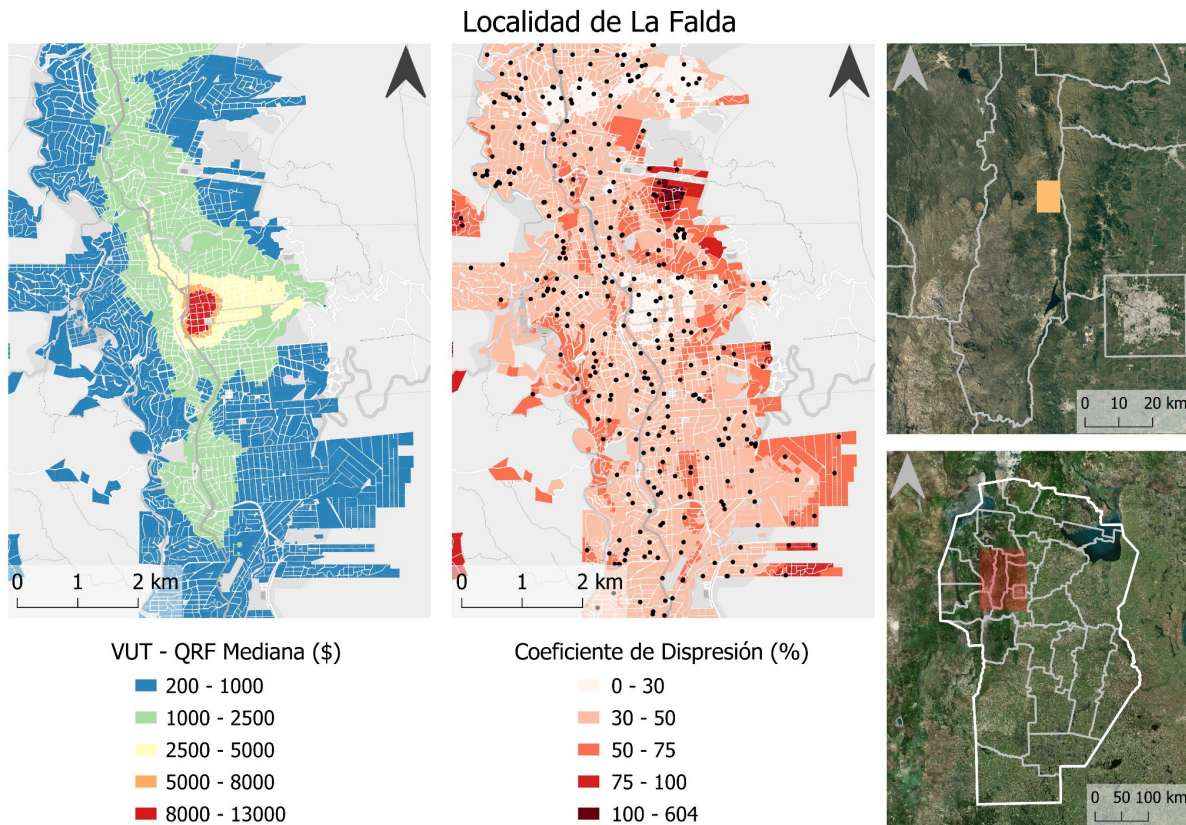 Localidad de La Falda
0 1 2 km
0 1 2 km
0 10 20 km
VUT - QRF Mediana ($)
200 - 1000
1000 - 2500
2500 - 5000
5000 - 8000
8000 - 13000
Coeficiente de Dispresión (%)
0 - 30
30 - 50
50 - 75
75 - 100
100 - 604
0 50 100 km